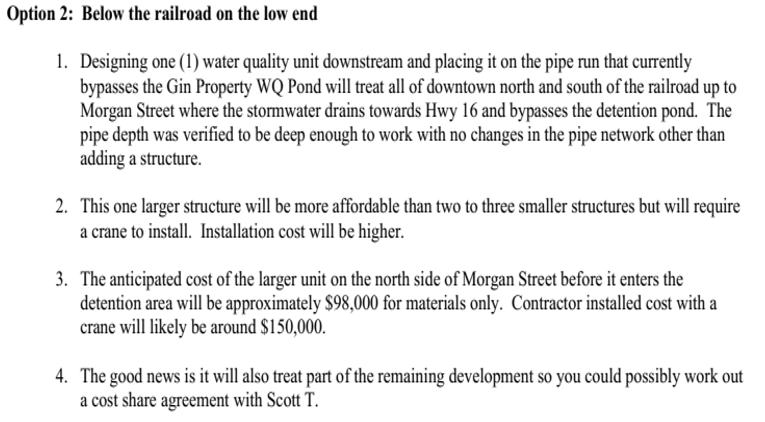 Option 2:  Below the railroad on the low end
1.  Designing one (1) water quality unit downstream and placing it on the pipe run that currently
bypasses the Gin Property WQ Pond will treat all of downtown north and south of the railroad up to
Morgan Street where the stormwater drains towards Hwy 16 and bypasses the detention pond.  The
pipe depth was verified to be deep enough to work with no changes in the pipe network other than
adding a structure.
2.  This one larger structure will be more affordable than two to three smaller structures but will require
a crane to install.  Installation cost will be higher.
3.  The anticipated cost of the larger unit on the north side of Morgan Street before it enters the
detention area will be approximately $98,000 for materials only.  Contractor installed cost with a
crane will likely be around $150,000.
4.  The good news is it will also treat part of the remaining development so you could possibly work out
a cost share agreement with Scott T.